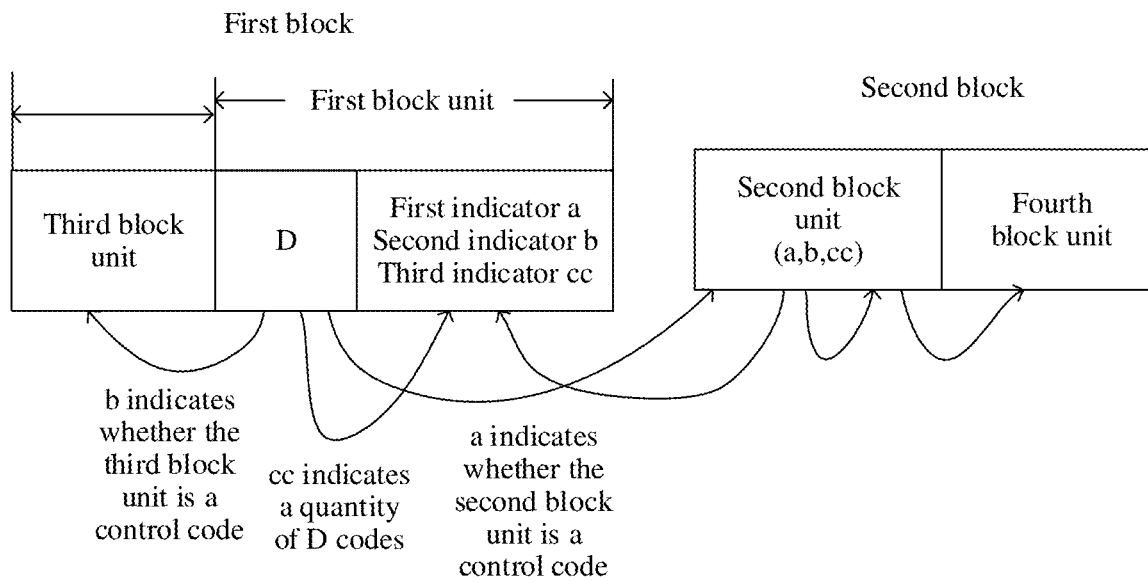 First block
First block unit
Second block
Third block
unit
D
First indicator a
Second indicator b
Third indicator cc
Second block
unit
(a,b,cc)
Fourth
block unit
b indicates
whether the
third block
unit is a
control code
cc indicates
a quantity
of D codes
a indicates
whether the
second block
unit is a
control code